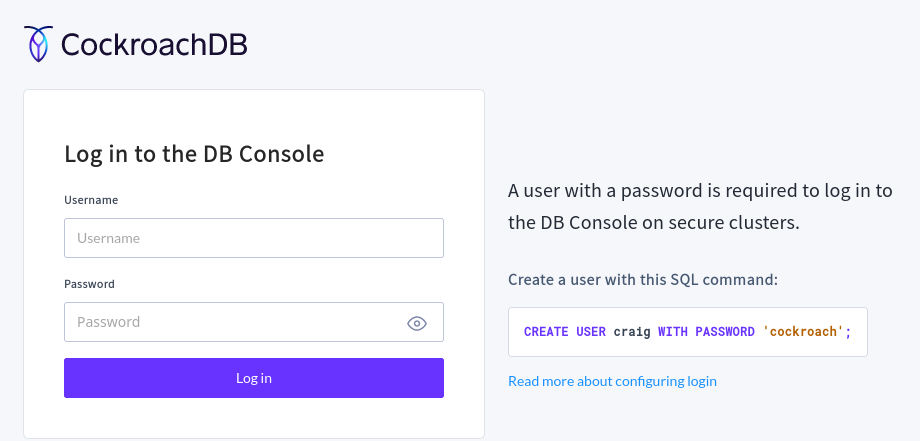 CockroachDB
Log in to the DB Console
Username
Username
Password
Password
Log in
A user with a password is required to log in to
the DB Console on secure clusters.
Create a user with this SQL command:
CREATE USER craig WITH PASSWORD 'cockroach';
Read more about configuring login